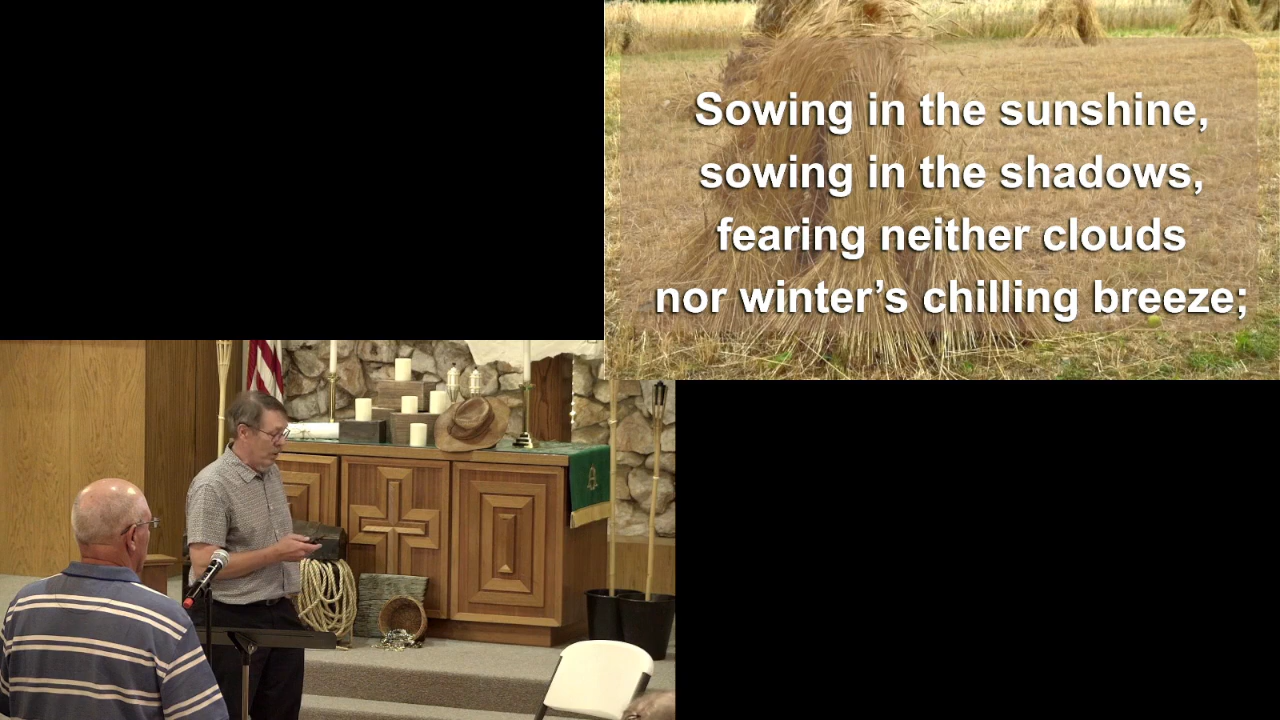 Sowing in the sunshine,
sowing in the shadows,
fearing neither clouds
nor winter’s chilling breeze;